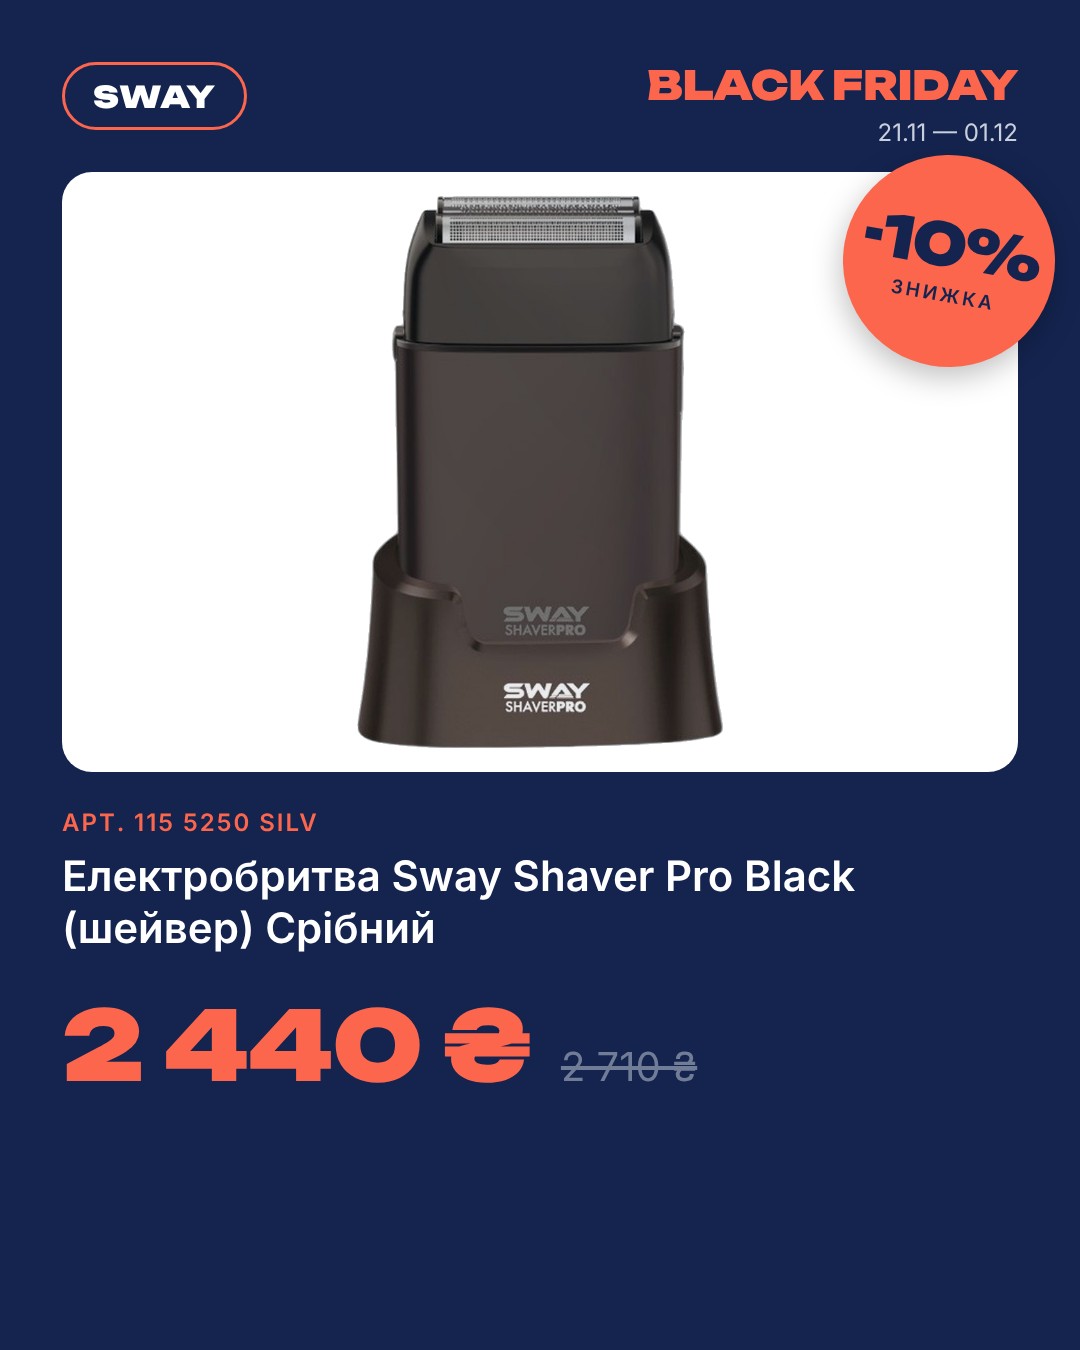 SWAY
BLACK FRIDAY
21.11 — 01.12
-10%
ЗНИЖКА
SWAY
SHAVERPRO
SWAY
SHAVERPRO
АРТ. 115 5250 SILV
Електробритва Sway Shaver Pro Black
(шейвер) Срібний
2 440 ₴ 2 710 ₴